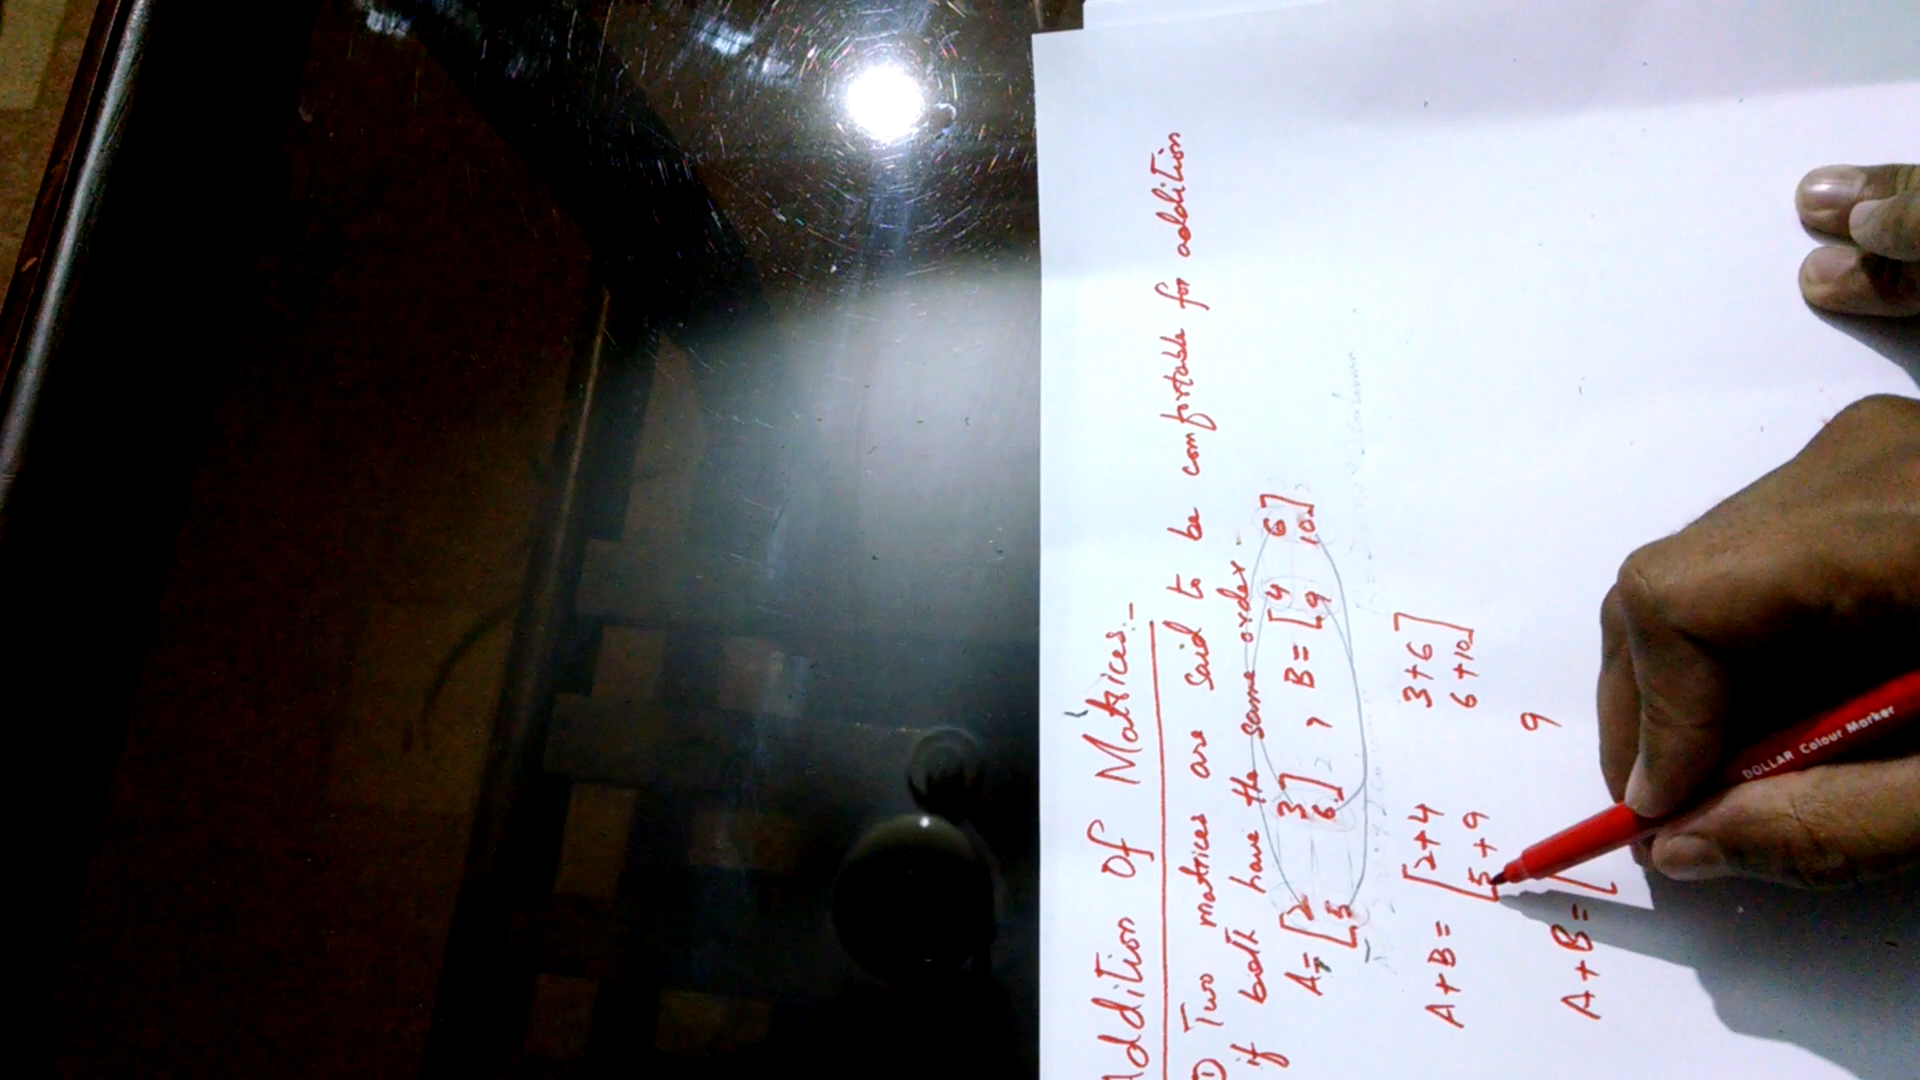 Addition of Matrices:-
① Two matrices are said to be comfortable for addition
if both have the same order.
A = [2 3
5 6] , B = [4 6
9 10]
A+B = [2+4 3+6
5+9 6+10]
9
A+B = [
DOLLAR Colour Marker